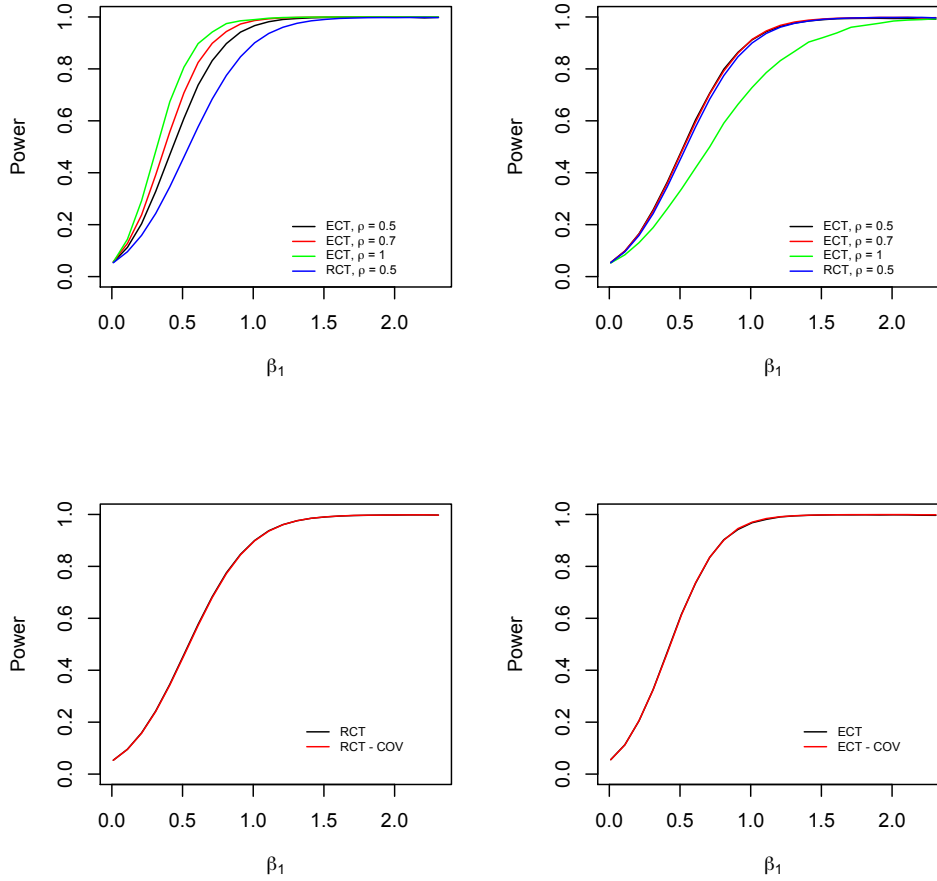 Power
1.0
0.8
0.6
0.4
0.2
0.0
ECT, ρ = 0.5
ECT, ρ = 0.7
ECT, ρ = 1
RCT, ρ = 0.5
0.0 0.5 1.0 1.5 2.0
β₁
Power
1.0
0.8
0.6
0.4
0.2
0.0
ECT, ρ = 0.5
ECT, ρ = 0.7
ECT, ρ = 1
RCT, ρ = 0.5
0.0 0.5 1.0 1.5 2.0
β₁
Power
1.0
0.8
0.6
0.4
0.2
0.0
RCT
RCT - COV
0.0 0.5 1.0 1.5 2.0
β₁
Power
1.0
0.8
0.6
0.4
0.2
0.0
ECT
ECT - COV
0.0 0.5 1.0 1.5 2.0
β₁